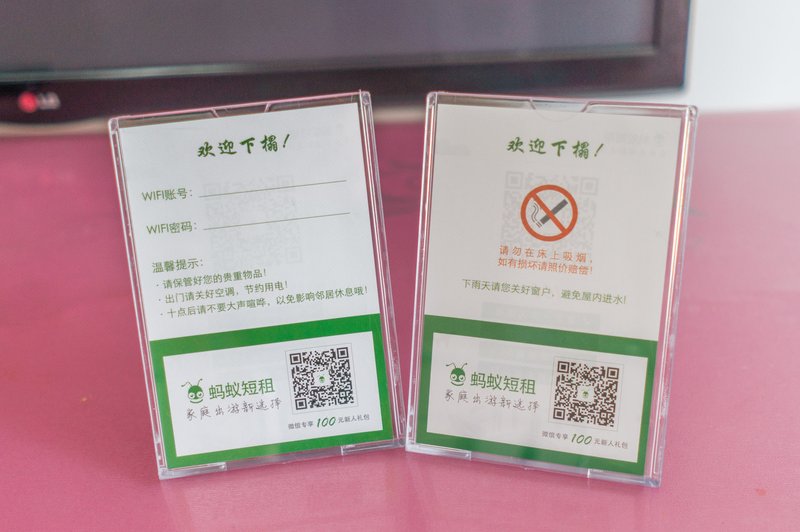 LG
欢迎下榻！
WIFI账号：
WIFI密码：
温馨提示：
· 请保管好您的贵重物品！
· 出门请关好空调，节约用电！
· 十点后请不要大声喧哗，以免影响邻居休息哦！
蚂蚁短租
家庭出游新选择
微信专享 100 元新人礼包
欢迎下榻！
请勿在床上吸烟，
如有损坏请照价赔偿！
下雨天请您关好窗户，避免屋内进水！
蚂蚁短租
家庭出游新选择
微信专享 100 元新人礼包